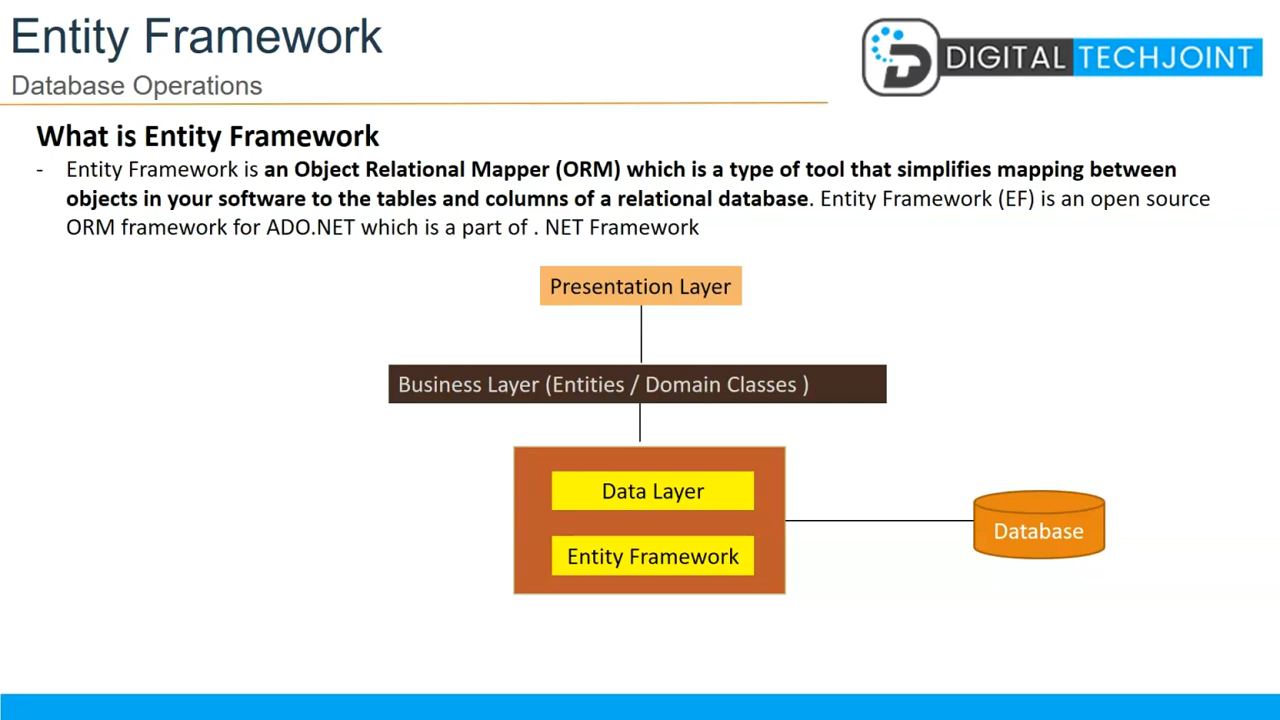 Entity Framework
DIGITAL TECHJOINT
Database Operations
What is Entity Framework
- Entity Framework is an Object Relational Mapper (ORM) which is a type of tool that simplifies mapping between
objects in your software to the tables and columns of a relational database. Entity Framework (EF) is an open source
ORM framework for ADO.NET which is a part of . NET Framework
Presentation Layer
Business Layer (Entities / Domain Classes )
Data Layer
Entity Framework
Database